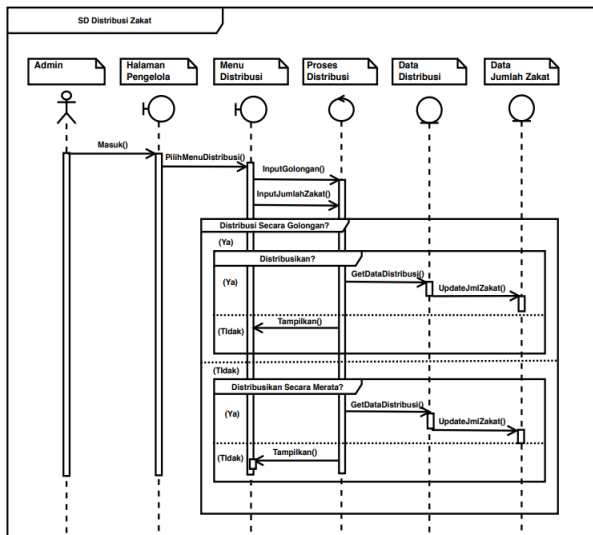 SD Distribusi Zakat
Admin
Halaman
Pengelola
Menu
Distribusi
Proses
Distribusi
Data
Distribusi
Data
Jumlah Zakat
Masuk()
PilihMenuDistribusi()
InputGolongan()
InputJumlahZakat()
Distribusi Secara Golongan?
(Ya)
Distribusikan?
(Ya)
GetDataDistribusi()
UpdateJmlZakat()
(TIdak)
Tampilkan()
(TIdak)
Distribusikan Secara Merata?
(Ya)
GetDataDistribusi()
UpdateJmlZakat()
(TIdak)
Tampilkan()